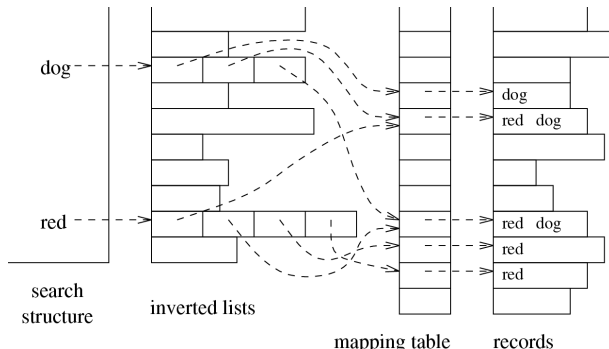 dog
dog
red dog
red
red dog
red
red
search
structure
inverted lists
mapping table
records